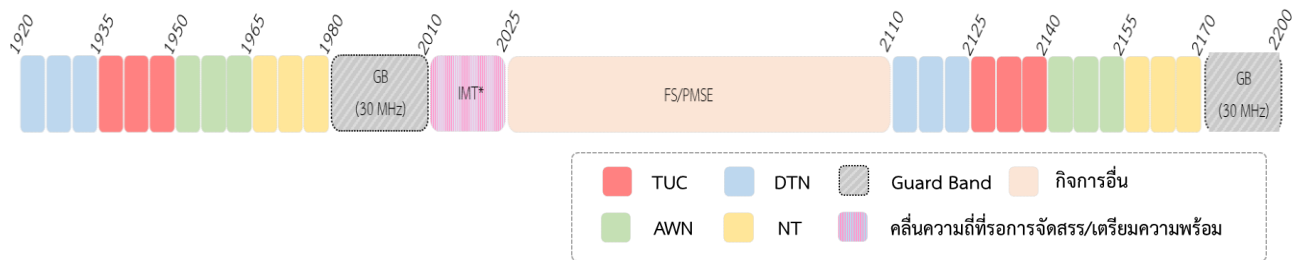 1920 1935 1950 1965 1980 2010 2025 2110 2125 2140 2155 2170 2200
GB IMT* FS/PMSE GB
(30 MHz) (30 MHz)
TUC DTN Guard Band กิจการอื่น
AWN NT คลื่นความถี่ที่รอการจัดสรร/เตรียมความพร้อม